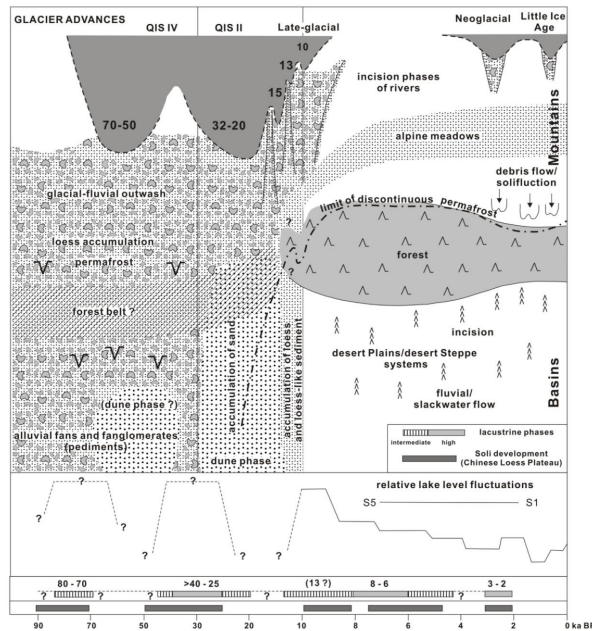 GLACIER ADVANCES
QIS IV
QIS II
Late-glacial
Neoglacial
Little Ice
Age
10
13
15
70-50
32-20
incision phases
of rivers
Mountains
alpine meadows
debris flow/
solifluction
glacial-fluvial outwash
limit of discontinuous permafrost
?
loess accumulation
permafrost
forest
?
forest belt ?
accumulation of sand
accumulation of loess
and loess-like sediment
incision
desert Plains/desert Steppe
systems
Basins
(dune phase ?)
fluvial/
slackwater flow
alluvial fans and fanglomerates
(pediments)
dune phase
lacustrine phases
intermediate
high
Soli development
(Chinese Loess Plateau)
? ? relative lake level fluctuations
S5 S1
? ? ? ? ?
80 - 70 >40 - 25 (13 ?) 8 - 6 3 - 2
? ? ? ? ?
90 80 70 60 50 40 30 20 10 8 6 4 2 0 ka BP